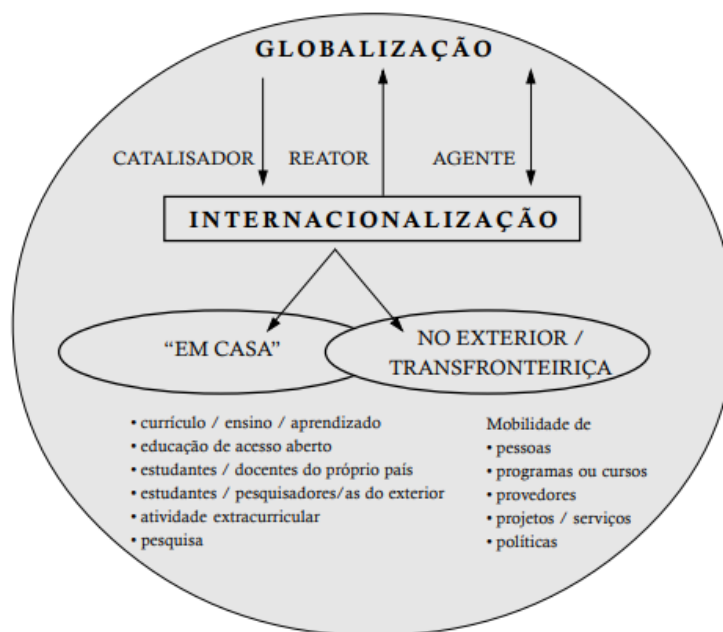 GLOBALIZAÇÃO
CATALISADOR REATOR AGENTE
INTERNACIONALIZAÇÃO
“EM CASA”
NO EXTERIOR /
TRANSFRONTEIRIÇA
• currículo / ensino / aprendizado
• educação de acesso aberto
• estudantes / docentes do próprio país
• estudantes / pesquisadores/as do exterior
• atividade extracurricular
• pesquisa
Mobilidade de
• pessoas
• programas ou cursos
• provedores
• projetos / serviços
• políticas